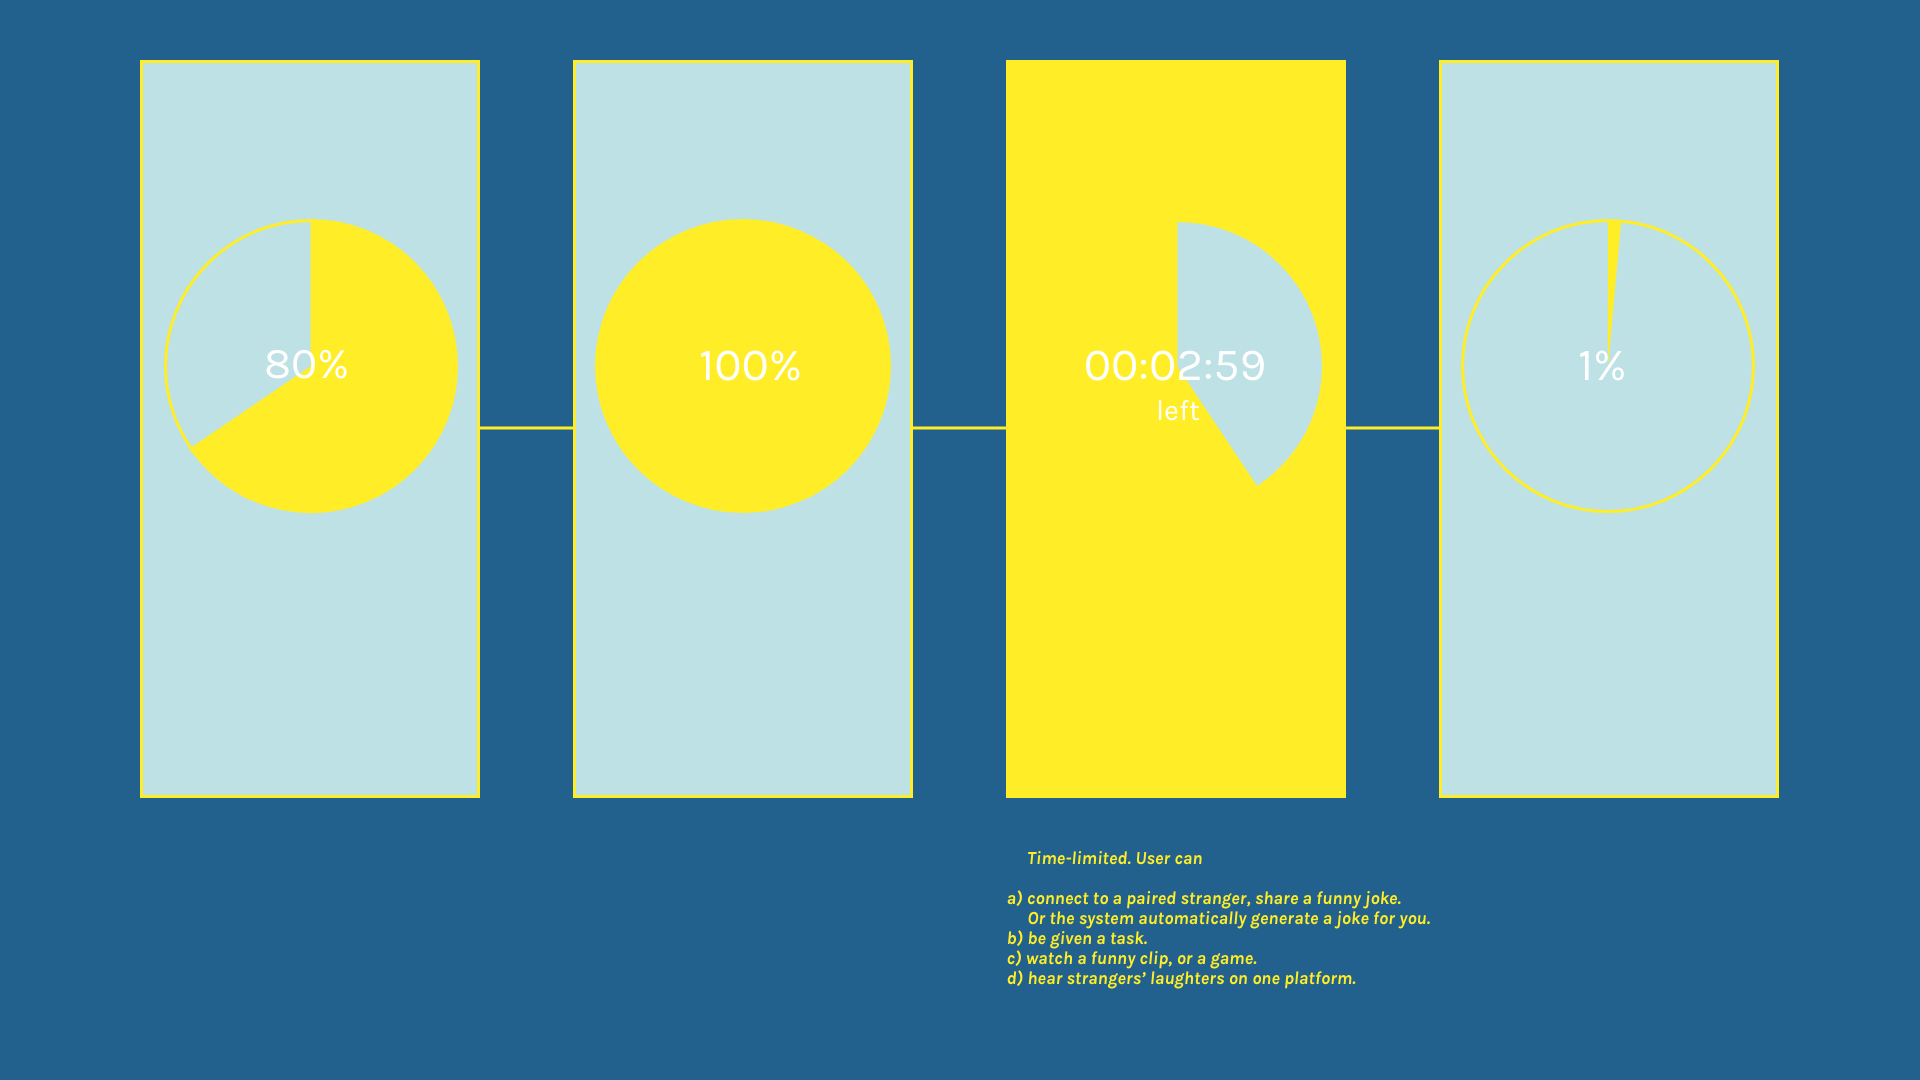 80%
100%
00:02:59
left
1%
Time-limited. User can
a) connect to a paired stranger, share a funny joke.
Or the system automatically generate a joke for you.
b) be given a task.
c) watch a funny clip, or a game.
d) hear strangers’ laughters on one platform.